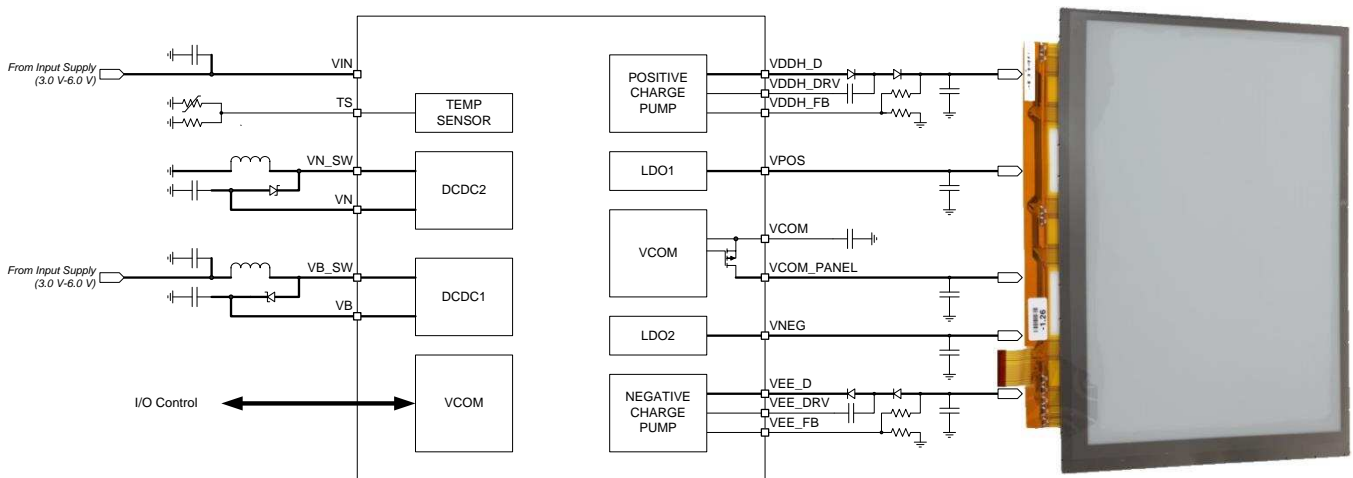 From Input Supply
(3.0 V-6.0 V)
VIN
TS
TEMP
SENSOR
VN_SW
VN
DCDC2
From Input Supply
(3.0 V-6.0 V)
VB_SW
VB
DCDC1
I/O Control
VCOM
POSITIVE
CHARGE
PUMP
VDDH_D
VDDH_DRV
VDDH_FB
LDO1
VPOS
VCOM
VCOM
VCOM_PANEL
LDO2
VNEG
NEGATIVE
CHARGE
PUMP
VEE_D
VEE_DRV
VEE_FB
-1.26